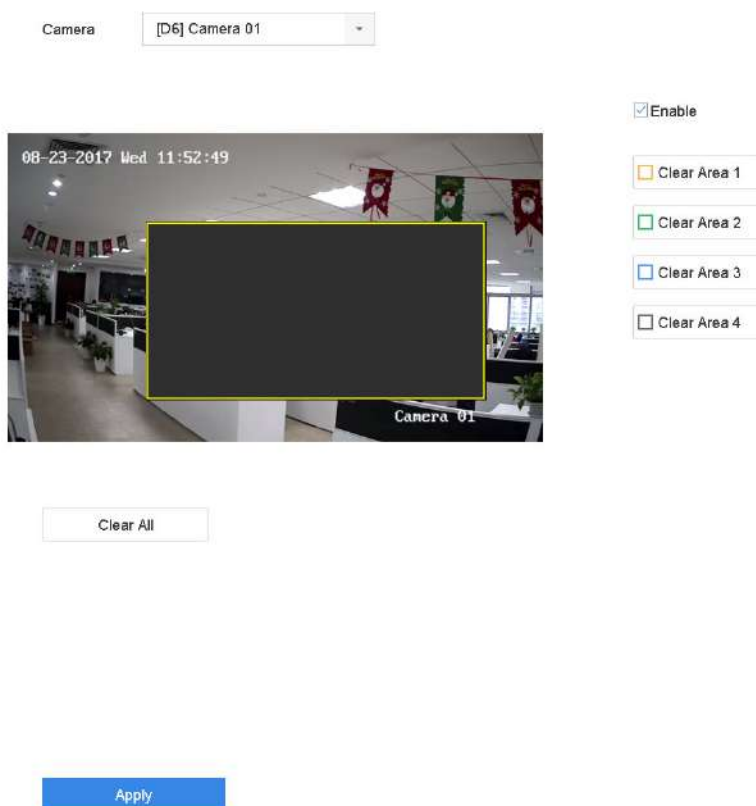 Camera
[D6] Camera 01
Enable
08-23-2017 Wed 11:52:49
Clear Area 1
Clear Area 2
Clear Area 3
Clear Area 4
Camera 01
Clear All
Apply